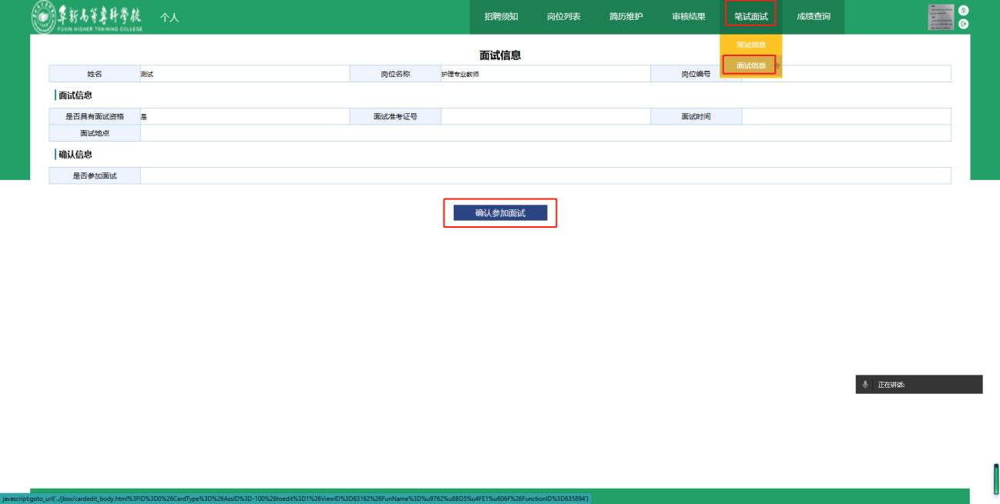 阜新高等专科学校 个人 招聘须知 岗位列表 简历维护 审核结果 笔试面试 成绩查询
FUXIN HIGHER TRAINING COLLEGE
笔试信息
面试信息
面试信息
姓名 测试 岗位名称 护理专业教师 岗位编号
面试信息
是否具有面试资格 是 面试准考证号 面试时间
面试地点
确认信息
是否参加面试
确认参加面试
正在讲话:
javascript:goto_url('../jbxx/cardedit_body.html%3FID%3D0%26CardType%3D%26AssID%3D-100%26toedit%3D1%26ViewID%3D83162%26FunName%3D%u9762%u8BD5%u4FE1%u606F%26FunctionID%3D635894')